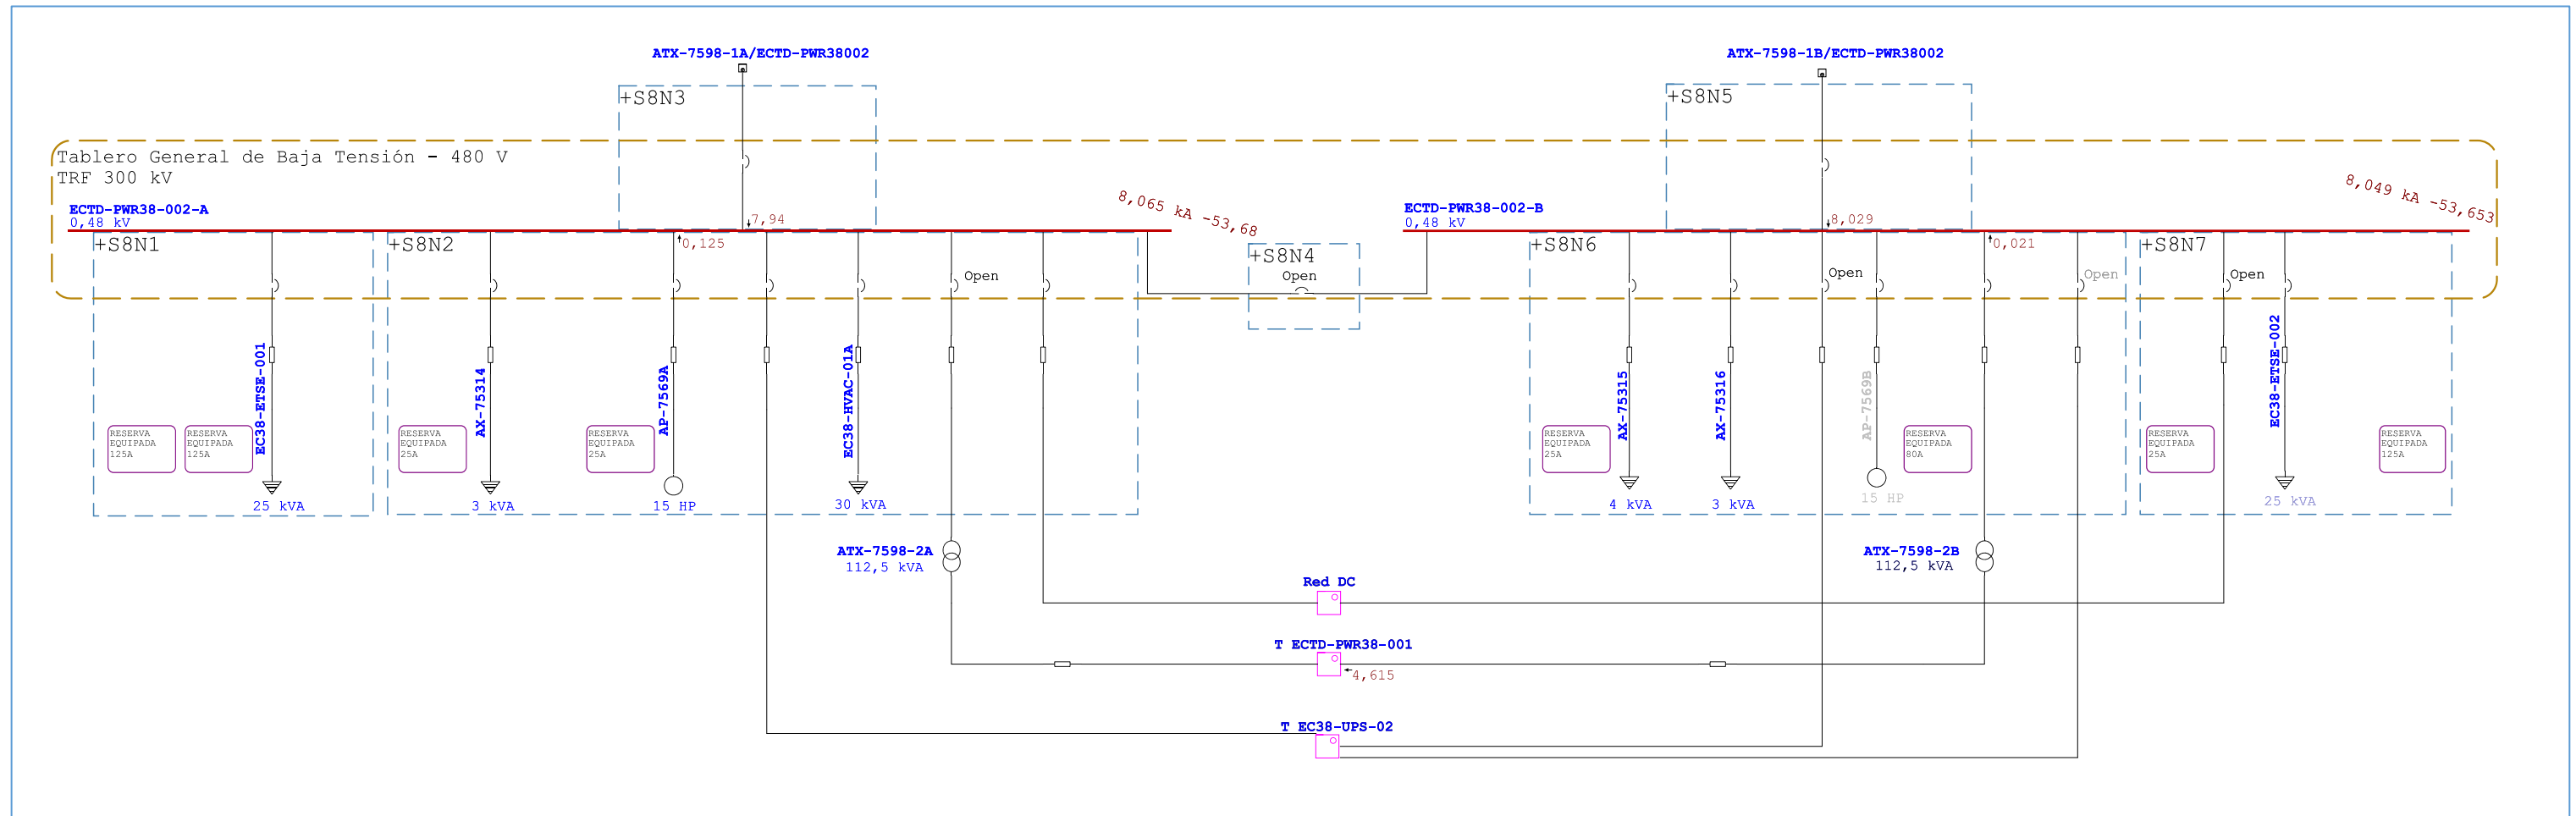 ATX-7598-1A/ECTD-PWR38002
ATX-7598-1B/ECTD-PWR38002
+S8N3
+S8N5
Tablero General de Baja Tensión - 480 V
TRF 300 kV
ECTD-PWR38-002-A
0,48 kV
7,94
0,125
8,065 kA -53,68
ECTD-PWR38-002-B
0,48 kV
8,029
0,021
8,049 kA -53,653
+S8N1
+S8N2
+S8N4
+S8N6
+S8N7
Open
Open
Open
Open
Open
EC38-ETSE-001
AX-75314
AP-7569A
EC38-HVAC-01A
AX-75315
AX-75316
AP-7569B
EC38-ETSE-002
RESERVA
EQUIPADA
125A
RESERVA
EQUIPADA
125A
RESERVA
EQUIPADA
25A
RESERVA
EQUIPADA
25A
RESERVA
EQUIPADA
25A
RESERVA
EQUIPADA
80A
RESERVA
EQUIPADA
25A
RESERVA
EQUIPADA
125A
25 kVA
3 kVA
15 HP
30 kVA
4 kVA
3 kVA
15 HP
25 kVA
ATX-7598-2A
112,5 kVA
ATX-7598-2B
112,5 kVA
Red DC
T ECTD-PWR38-001
4,615
T EC38-UPS-02